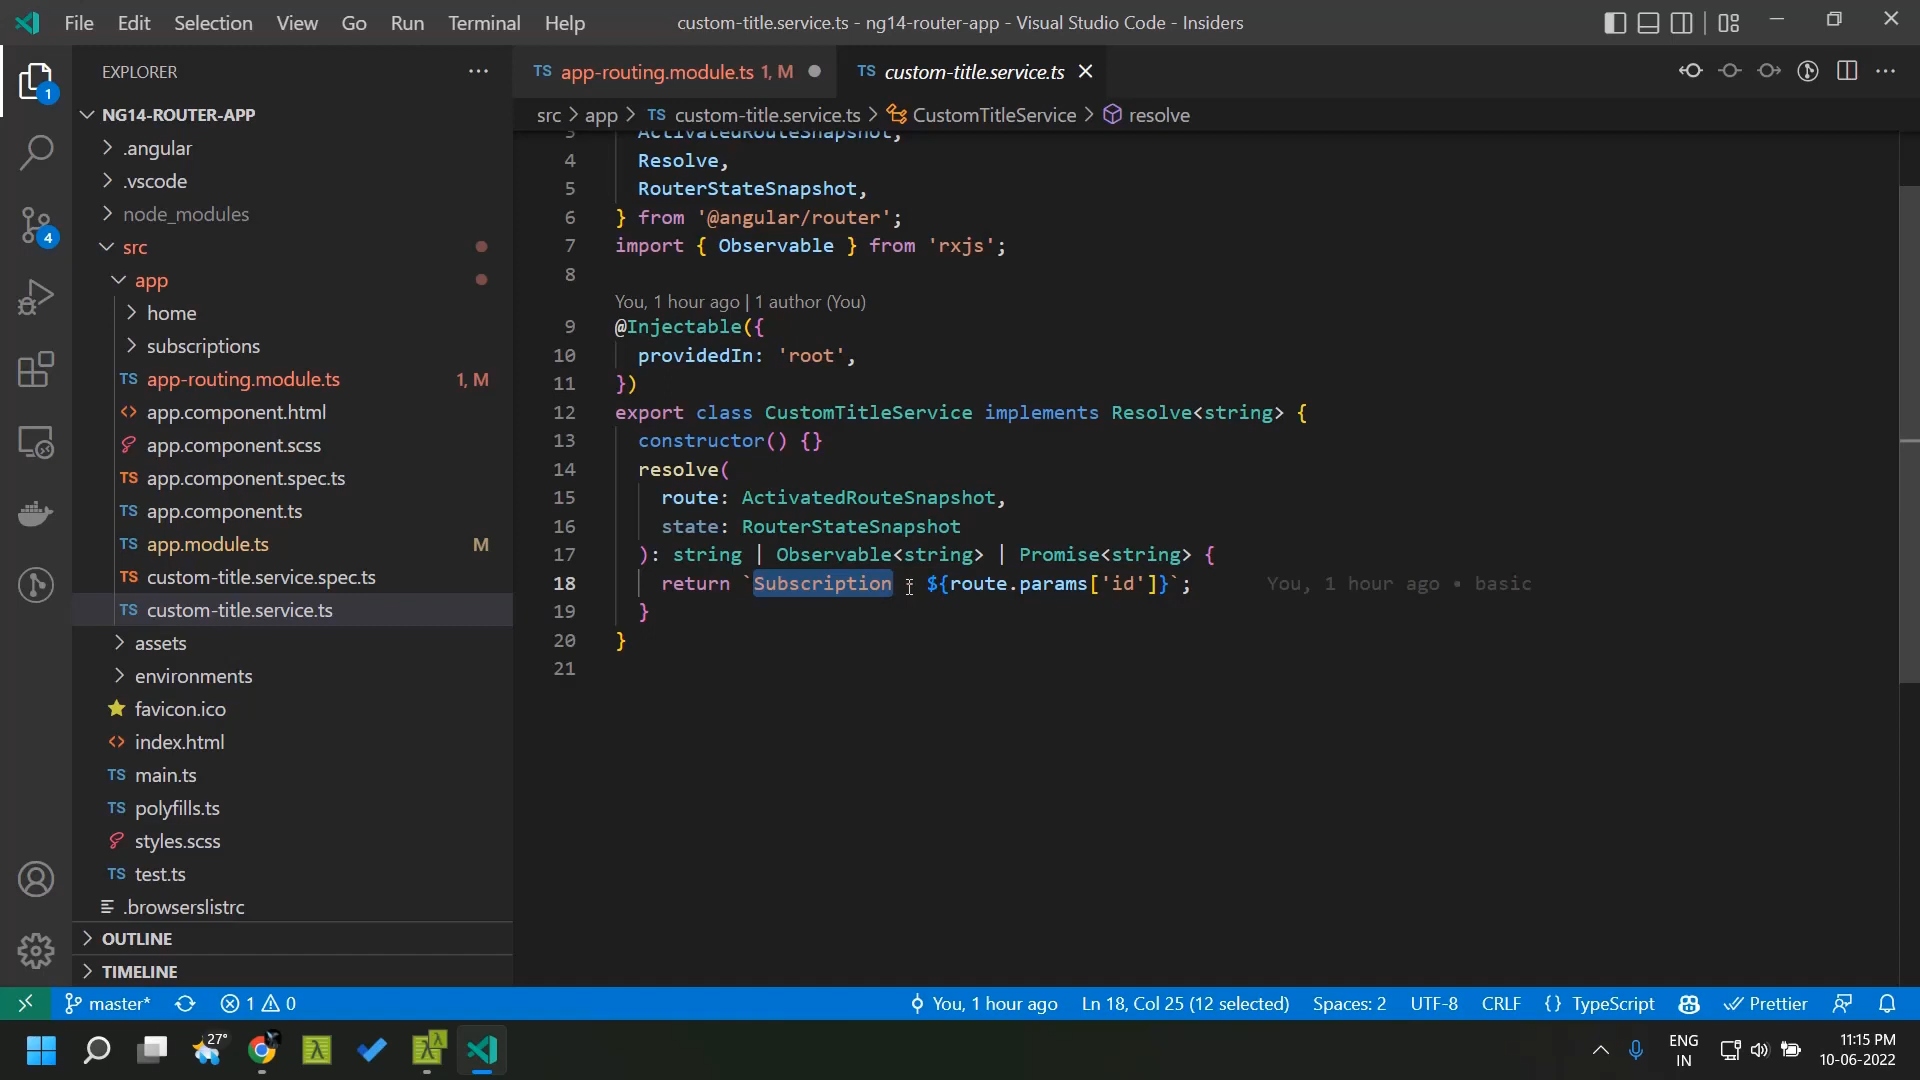 File Edit Selection View Go Run Terminal Help
custom-title.service.ts - ng14-router-app - Visual Studio Code - Insiders
EXPLORER
TS app-routing.module.ts 1, M
TS custom-title.service.ts
src > app > TS custom-title.service.ts > CustomTitleService > resolve
1
4
NG14-ROUTER-APP
.angular
.vscode
node_modules
src
app
home
subscriptions
TS app-routing.module.ts 1, M
app.component.html
app.component.scss
TS app.component.spec.ts
TS app.component.ts
TS app.module.ts M
TS custom-title.service.spec.ts
TS custom-title.service.ts
assets
environments
favicon.ico
index.html
TS main.ts
TS polyfills.ts
styles.scss
TS test.ts
.browserslistrc
OUTLINE
TIMELINE
3 ActivatedRouteSnapshot,
4 Resolve,
5 RouterStateSnapshot,
6 } from '@angular/router';
7 import { Observable } from 'rxjs';
8
You, 1 hour ago | 1 author (You)
9 @Injectable({
10 providedIn: 'root',
11 })
12 export class CustomTitleService implements Resolve<string> {
13 constructor() {}
14 resolve(
15 route: ActivatedRouteSnapshot,
16 state: RouterStateSnapshot
17 ): string | Observable<string> | Promise<string> {
18 return `Subscription ${route.params['id']}`; You, 1 hour ago • basic
19 }
20 }
21
master* 1 0
You, 1 hour ago Ln 18, Col 25 (12 selected) Spaces: 2 UTF-8 CRLF {} TypeScript Prettier
27°
ENG
IN
11:15 PM
10-06-2022